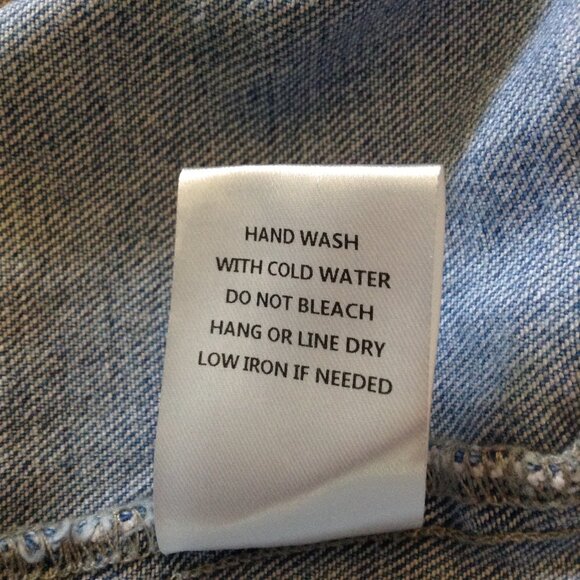 HAND WASH
WITH COLD WATER
DO NOT BLEACH
HANG OR LINE DRY
LOW IRON IF NEEDED